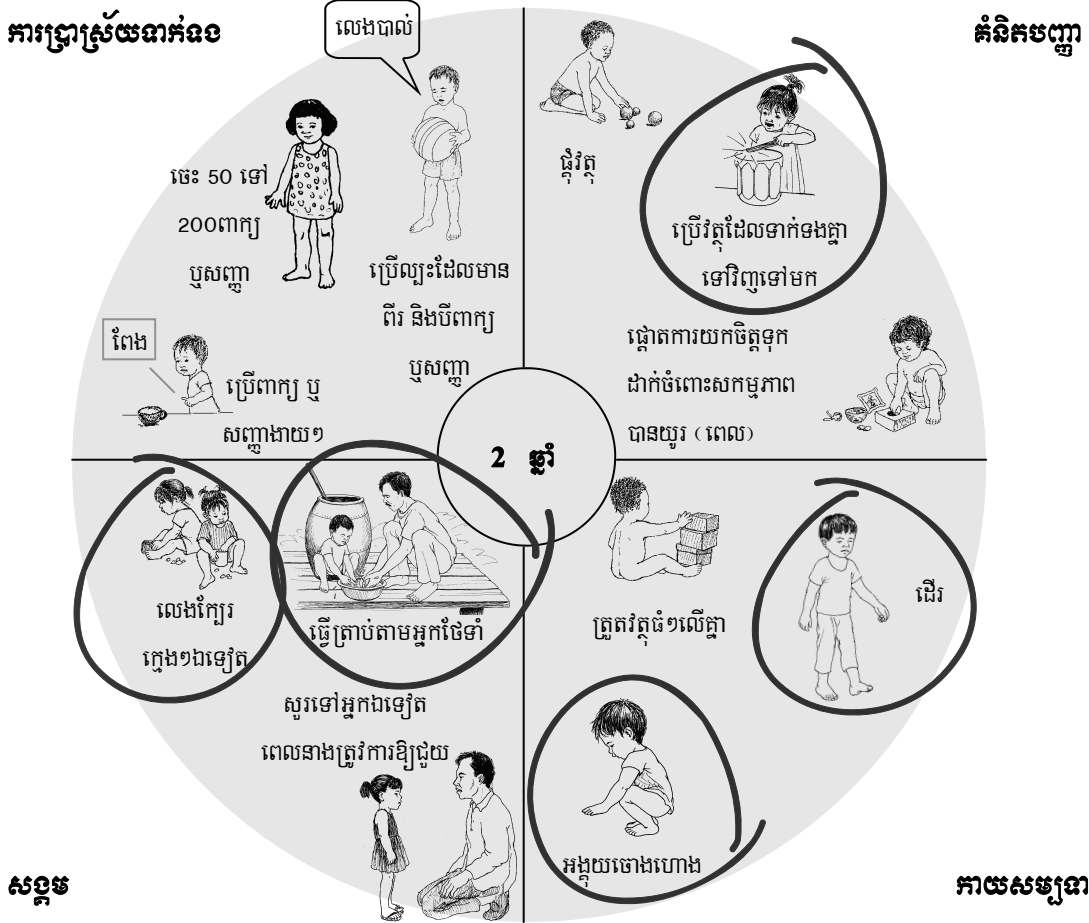 ការប្រាស្រ័យទាក់ទង
គំនិតបញ្ញា
លេងបាល់
ចេះ 50 ទៅ
200ពាក្យ
ឬសញ្ញា
ប្រើល្បះដែលមាន
ពីរ និងបីពាក្យ
ឬសញ្ញា
ពែង
ប្រើពាក្យ ឬ
សញ្ញាងាយៗ
ផ្គុំវត្ថុ
ប្រើវត្ថុដែលទាក់ទងគ្នា
ទៅវិញទៅមក
ផ្តោតការយកចិត្តទុក
ដាក់ចំពោះសកម្មភាព
បានយូរ (ពេល)
2 ឆ្នាំ
លេងក្បែរ
ក្មេងៗឯទៀត
ធ្វើត្រាប់តាមអ្នកថែទាំ
សួរទៅអ្នកឯទៀត
ពេលនាងត្រូវការឱ្យជួយ
ត្រួតវត្ថុធំៗលើគ្នា
ដើរ
អង្គុយចោងហោង
សង្គម
កាយសម្បទា